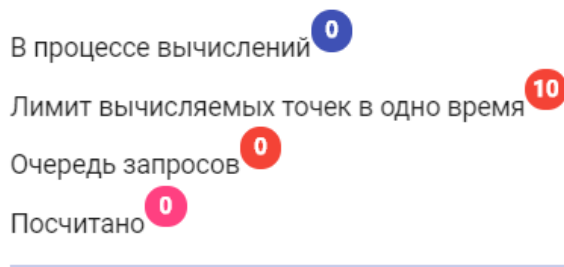 В процессе вычислений 0
Лимит вычисляемых точек в одно время 10
Очередь запросов 0
Посчитано 0